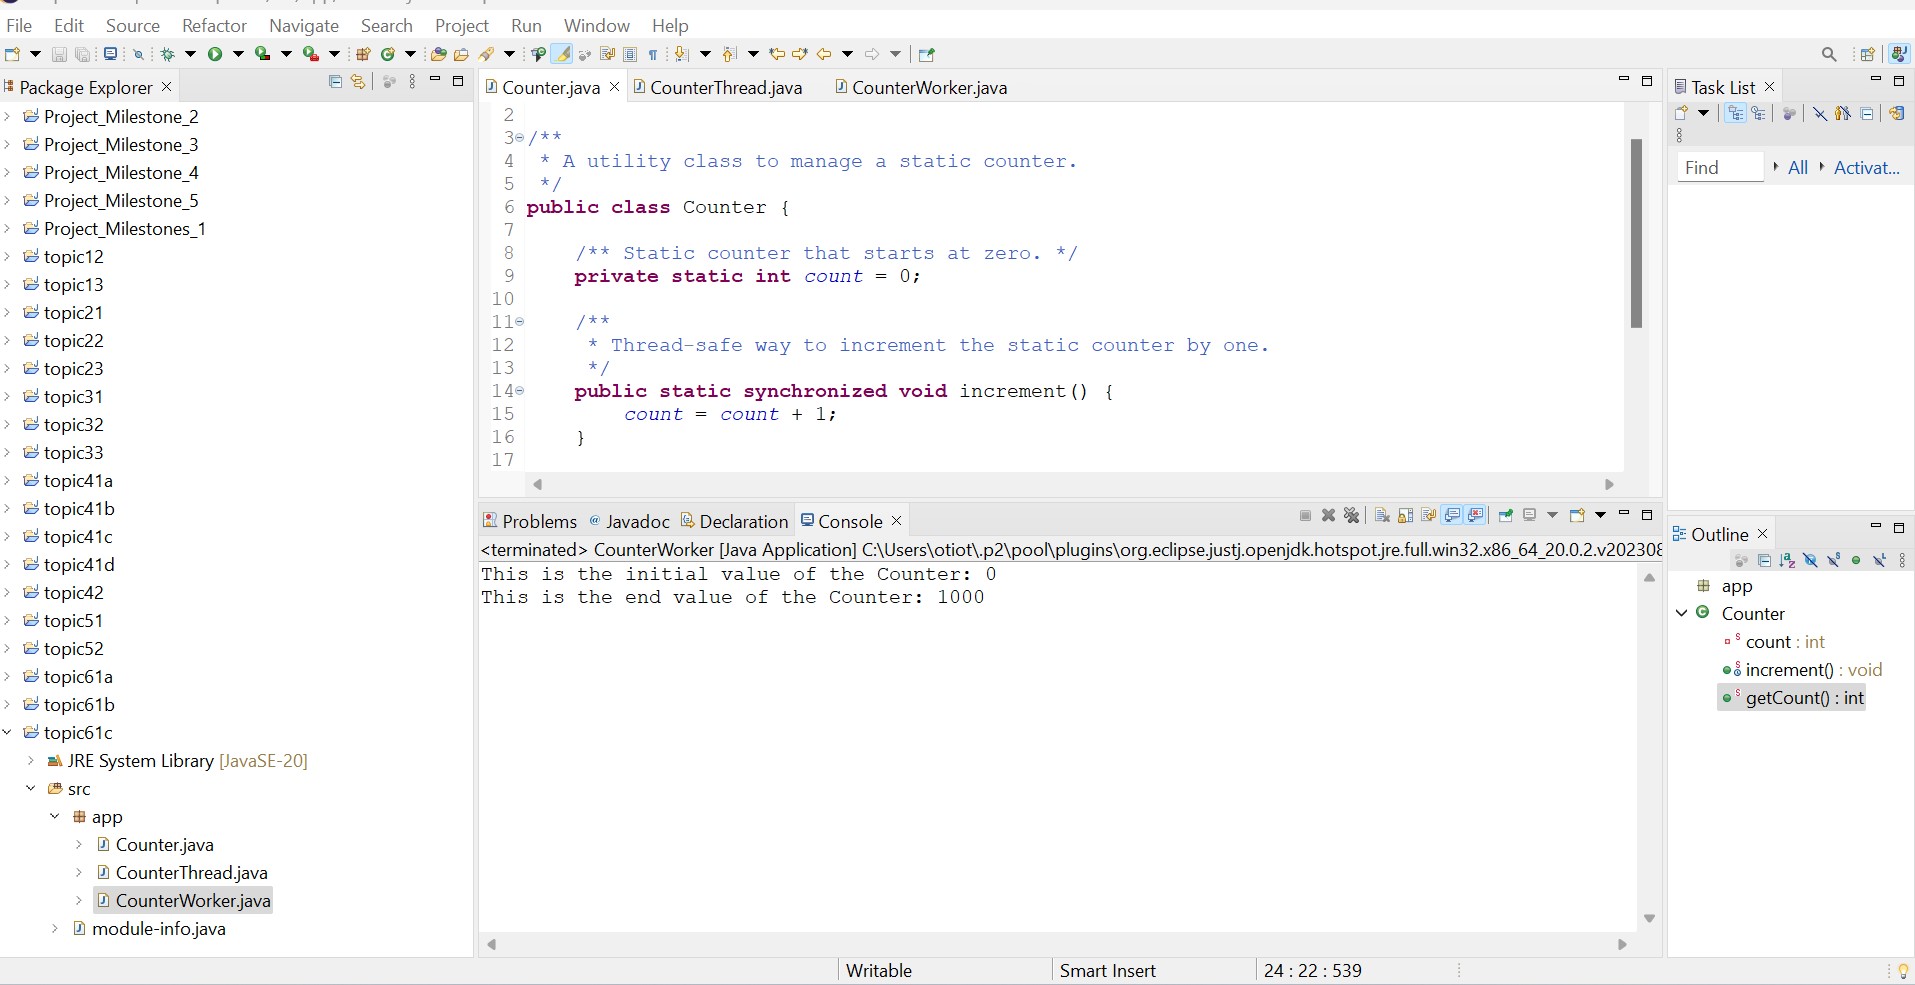 File Edit Source Refactor Navigate Search Project Run Window Help
Package Explorer
Project_Milestone_2
Project_Milestone_3
Project_Milestone_4
Project_Milestone_5
Project_Milestones_1
topic12
topic13
topic21
topic22
topic23
topic31
topic32
topic33
topic41a
topic41b
topic41c
topic41d
topic42
topic51
topic52
topic61a
topic61b
topic61c
JRE System Library [JavaSE-20]
src
app
Counter.java
CounterThread.java
CounterWorker.java
module-info.java
Counter.java CounterThread.java CounterWorker.java
2
3 /**
4 * A utility class to manage a static counter.
5 */
6 public class Counter {
7
8 /** Static counter that starts at zero. */
9 private static int count = 0;
10
11 /**
12 * Thread-safe way to increment the static counter by one.
13 */
14 public static synchronized void increment() {
15 count = count + 1;
16 }
17
Problems @ Javadoc Declaration Console
<terminated> CounterWorker [Java Application] C:\Users\otiot\.p2\pool\plugins\org.eclipse.justj.openjdk.hotspot.jre.full.win32.x86_64_20.0.2.v202308
This is the initial value of the Counter: 0
This is the end value of the Counter: 1000
Task List
Find All Activat...
Outline
app
Counter
count : int
increment() : void
getCount() : int
Writable Smart Insert 24 : 22 : 539